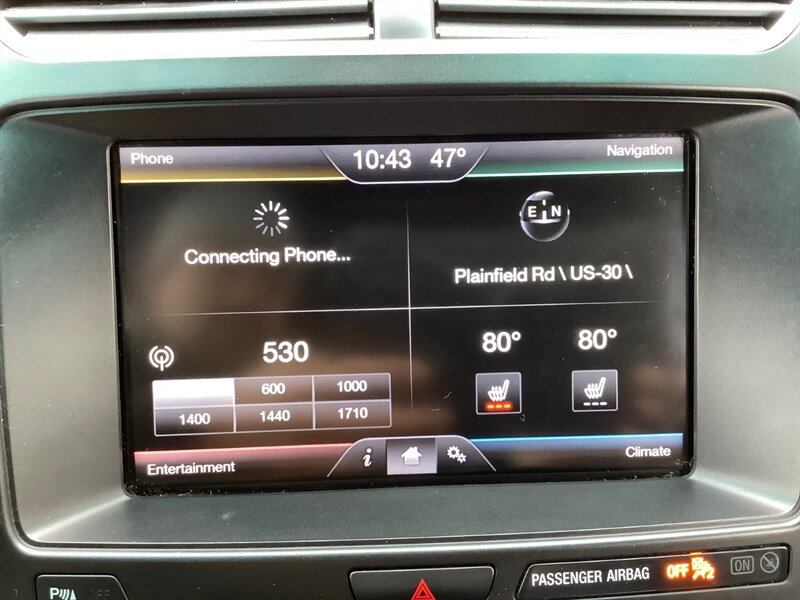 Phone 10:43 47° Navigation
E N
Connecting Phone...
Plainfield Rd \ US-30 \
530 80° 80°
600 1000
1400 1440 1710
Entertainment i Climate
P PASSENGER AIRBAG OFF 2 ON